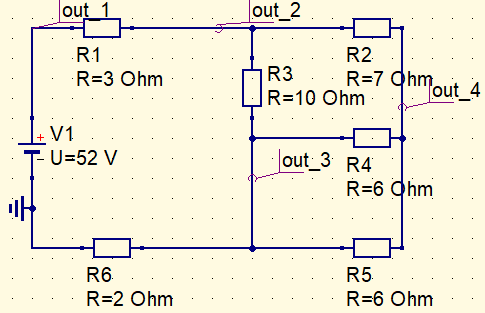 out_1
out_2
R1
R=3 Ohm
R2
R=7 Ohm
R3
R=10 Ohm
out_4
+ V1
− U=52 V
out_3
R4
R=6 Ohm
R6
R=2 Ohm
R5
R=6 Ohm